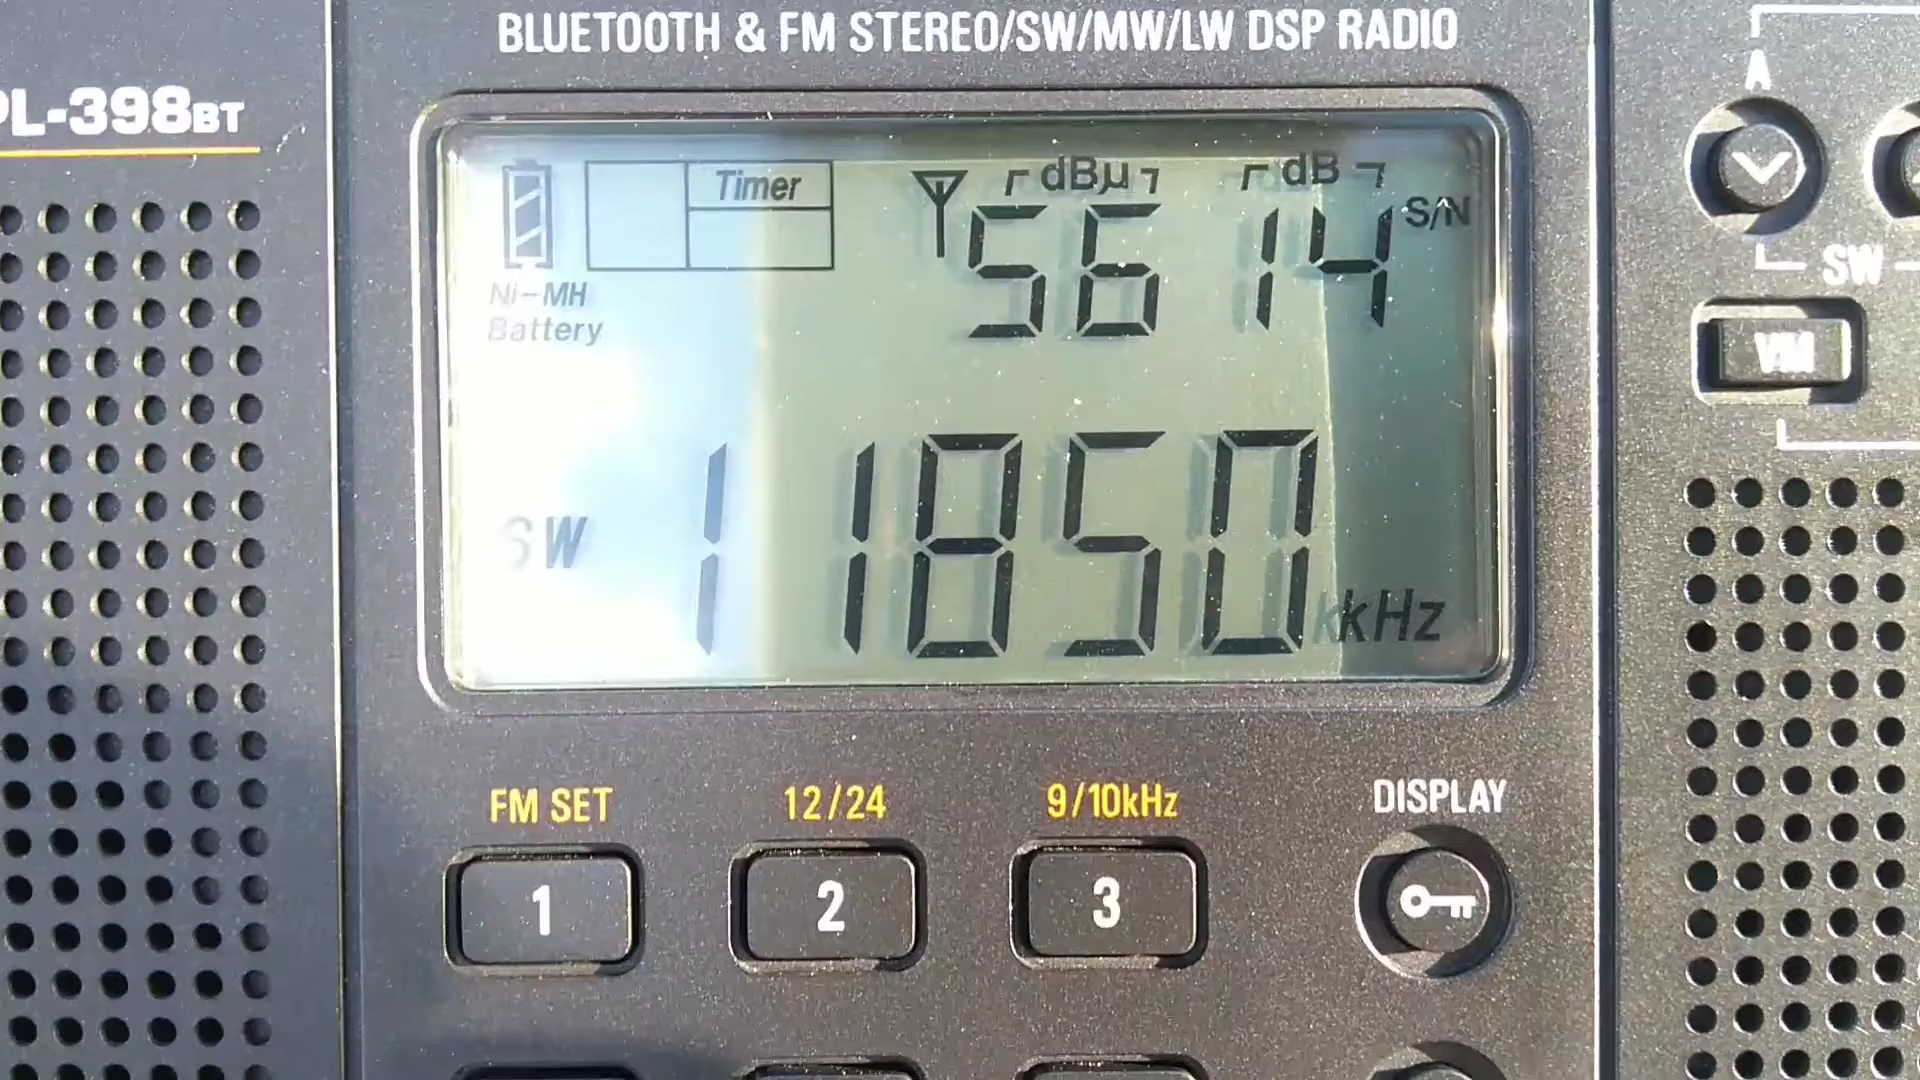 BLUETOOTH & FM STEREO/SW/MW/LW DSP RADIO
PL-398BT
A
Timer
dBµ
dB
56 14 S/N
Ni-MH
Battery
SW
VM
SW 11850 kHz
FM SET
12/24
9/10kHz
DISPLAY
1
2
3